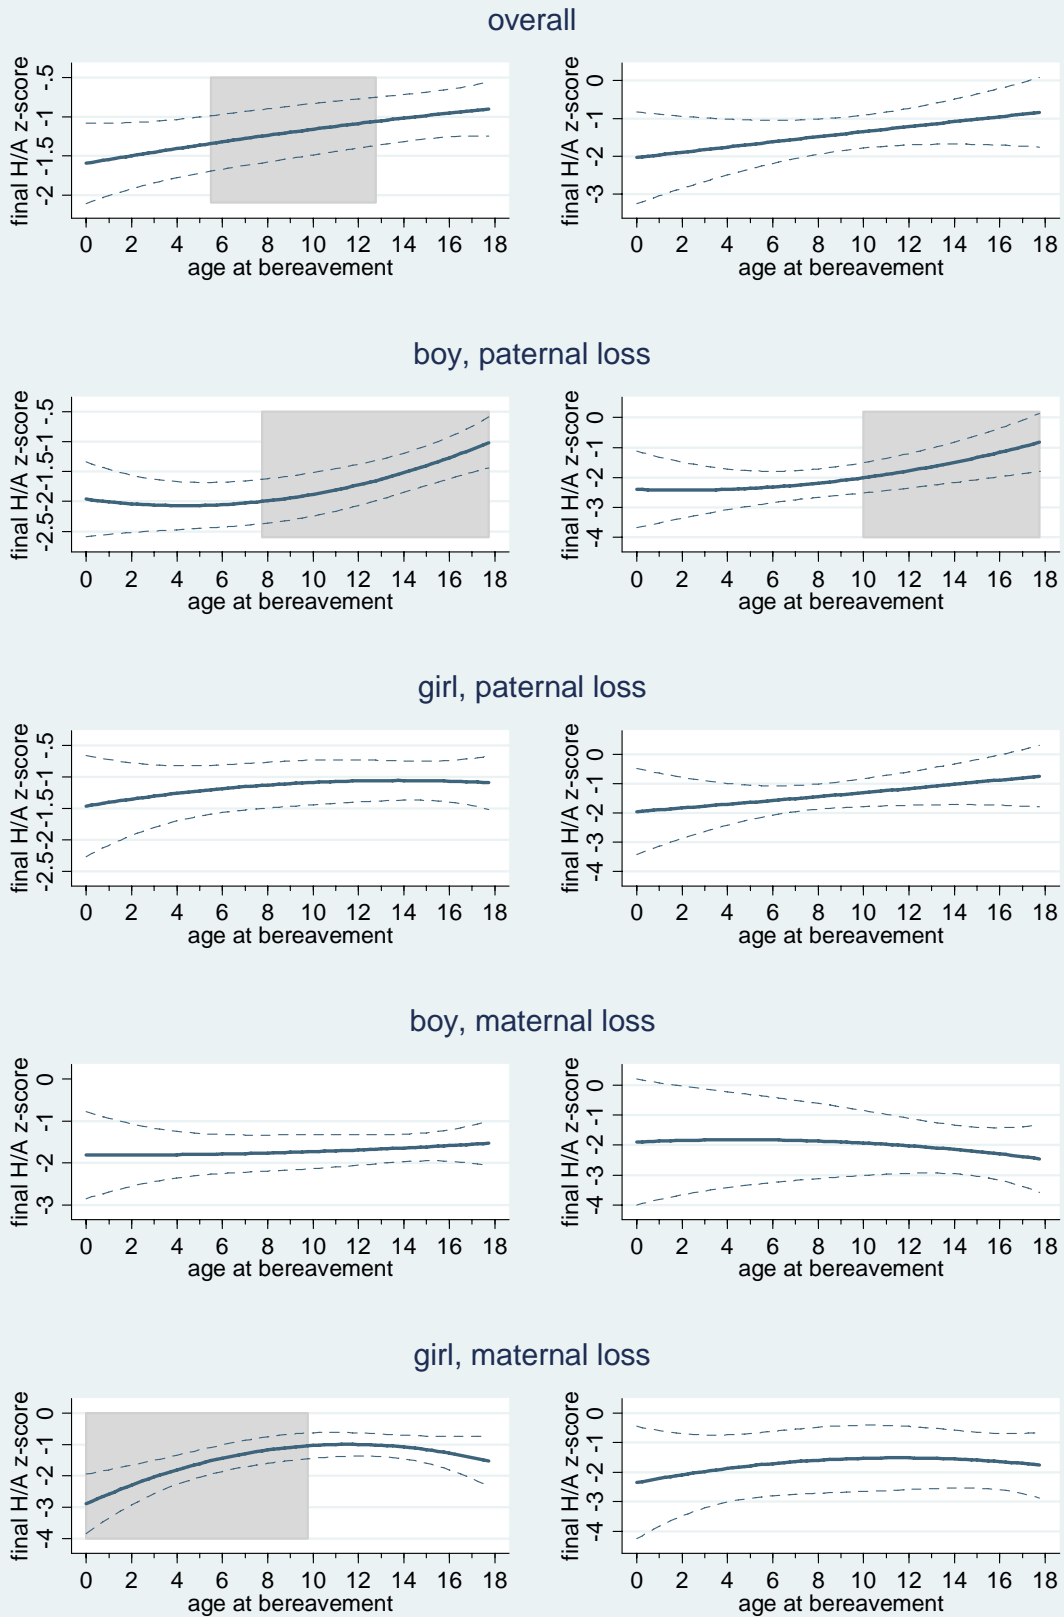 overall
final H/A z-score
-2 -1.5 -1 -.5
0 2 4 6 8 10 12 14 16 18
age at bereavement
final H/A z-score
-3 -2 -1 0
0 2 4 6 8 10 12 14 16 18
age at bereavement
boy, paternal loss
final H/A z-score
-2.5 -2 -1.5 -1 -.5
0 2 4 6 8 10 12 14 16 18
age at bereavement
final H/A z-score
-4 -3 -2 -1 0
0 2 4 6 8 10 12 14 16 18
age at bereavement
girl, paternal loss
final H/A z-score
-2.5 -2 -1.5 -1 -.5
0 2 4 6 8 10 12 14 16 18
age at bereavement
final H/A z-score
-4 -3 -2 -1 0
0 2 4 6 8 10 12 14 16 18
age at bereavement
boy, maternal loss
final H/A z-score
-3 -2 -1 0
0 2 4 6 8 10 12 14 16 18
age at bereavement
final H/A z-score
-4 -3 -2 -1 0
0 2 4 6 8 10 12 14 16 18
age at bereavement
girl, maternal loss
final H/A z-score
-4 -3 -2 -1 0
0 2 4 6 8 10 12 14 16 18
age at bereavement
final H/A z-score
-4 -3 -2 -1 0
0 2 4 6 8 10 12 14 16 18
age at bereavement